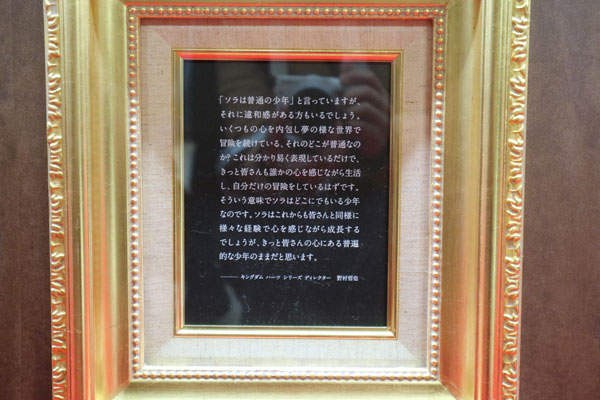 「ソラは普通の少年」と言っていますが、
それに違和感がある方もいるでしょう。
いくつもの心を内包し夢の様な世界で
冒険を続けている。それのどこが普通なの
か?これは分かり易く表現しているだけで、
きっと皆さんも誰かの心を感じながら生活
し、自分だけの冒険をしているはずです。
そういう意味でソラはどこにでもいる少年
なのです。ソラはこれからも皆さんと同様に
様々な経験で心を感じながら成長する
でしょうが、きっと皆さんの心にある普遍
的な少年のままだと思います。
キングダム ハーツ シリーズ ディレクター 野村哲也